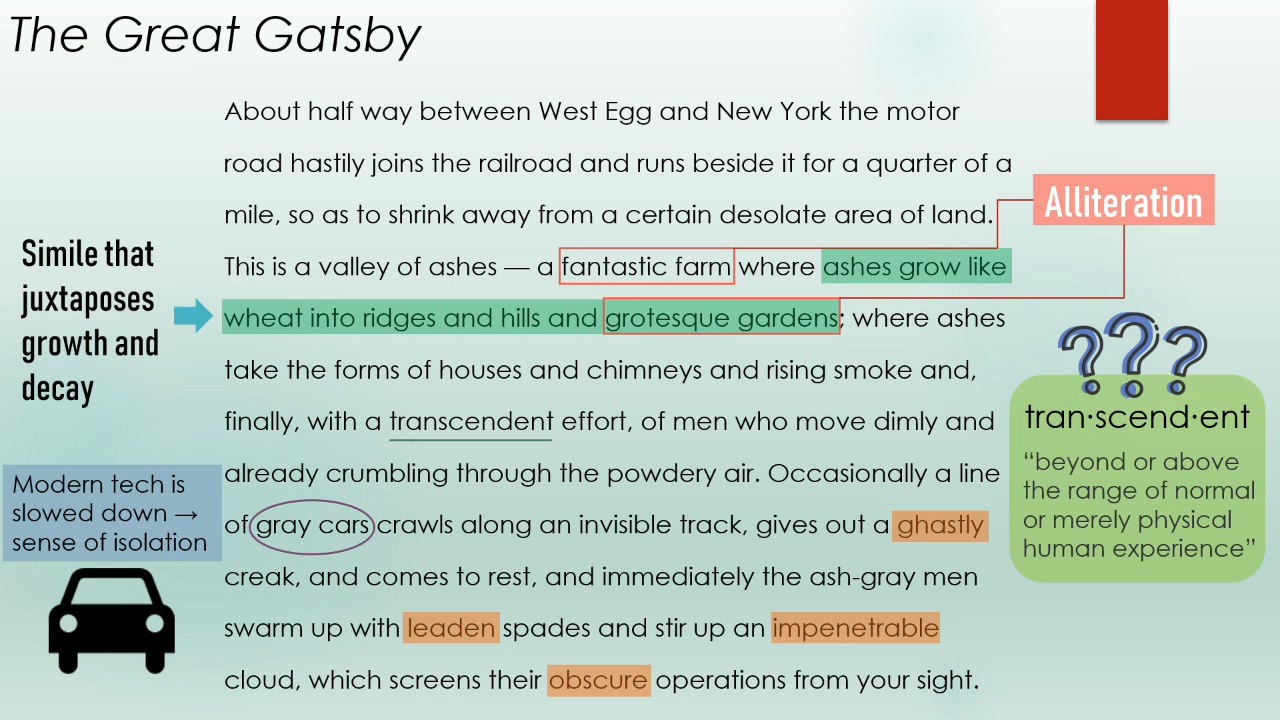 The Great Gatsby
About half way between West Egg and New York the motor
road hastily joins the railroad and runs beside it for a quarter of a
mile, so as to shrink away from a certain desolate area of land.
This is a valley of ashes — a fantastic farm where ashes grow like
wheat into ridges and hills and grotesque gardens; where ashes
take the forms of houses and chimneys and rising smoke and,
finally, with a transcendent effort, of men who move dimly and
already crumbling through the powdery air. Occasionally a line
of gray cars crawls along an invisible track, gives out a ghastly
creak, and comes to rest, and immediately the ash-gray men
swarm up with leaden spades and stir up an impenetrable
cloud, which screens their obscure operations from your sight.
Simile that
juxtaposes
growth and
decay
Modern tech is
slowed down →
sense of isolation
Alliteration
???
tran·scend·ent
“beyond or above
the range of normal
or merely physical
human experience”